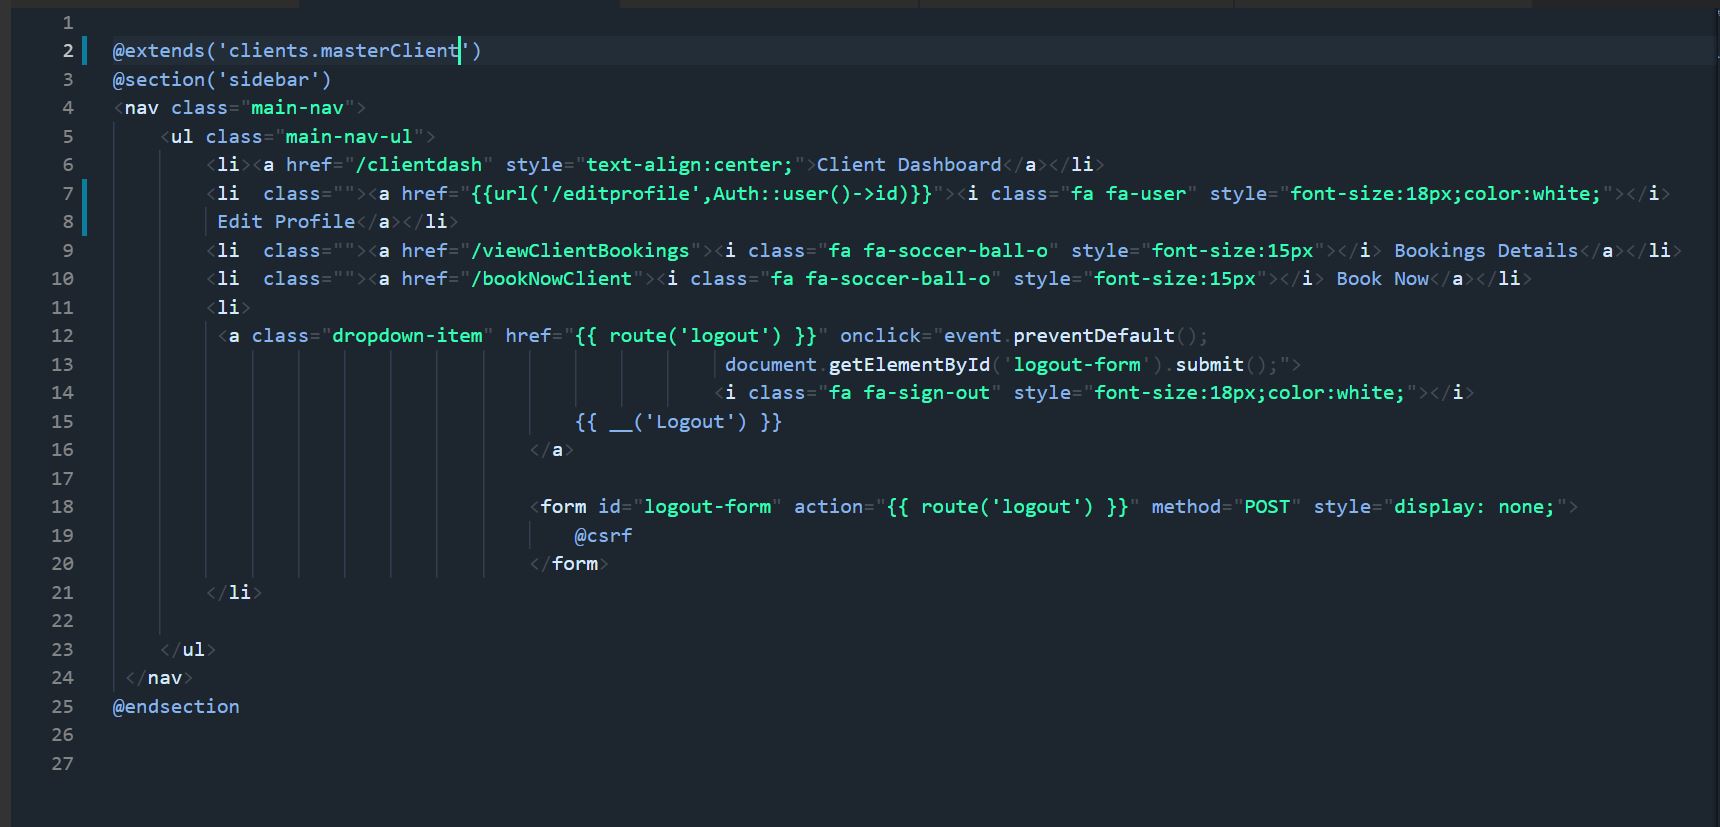 1
2 @extends('clients.masterClient')
3 @section('sidebar')
4 <nav class="main-nav">
5 <ul class="main-nav-ul">
6 <li><a href="/clientdash" style="text-align:center;">Client Dashboard</a></li>
7 <li  class=""><a href="{{url('/editprofile',Auth::user()->id)}}"><i class="fa fa-user" style="font-size:18px;color:white;"></i>
8 Edit Profile</a></li>
9 <li  class=""><a href="/viewClientBookings"><i class="fa fa-soccer-ball-o" style="font-size:15px"></i> Bookings Details</a></li>
10 <li  class=""><a href="/bookNowClient"><i class="fa fa-soccer-ball-o" style="font-size:15px"></i> Book Now</a></li>
11 <li>
12 <a class="dropdown-item" href="{{ route('logout') }}" onclick="event.preventDefault();
13 document.getElementById('logout-form').submit();">
14 <i class="fa fa-sign-out" style="font-size:18px;color:white;"></i>
15 {{ __('Logout') }}
16 </a>
17
18 <form id="logout-form" action="{{ route('logout') }}" method="POST" style="display: none;">
19 @csrf
20 </form>
21 </li>
22
23 </ul>
24 </nav>
25 @endsection
26
27